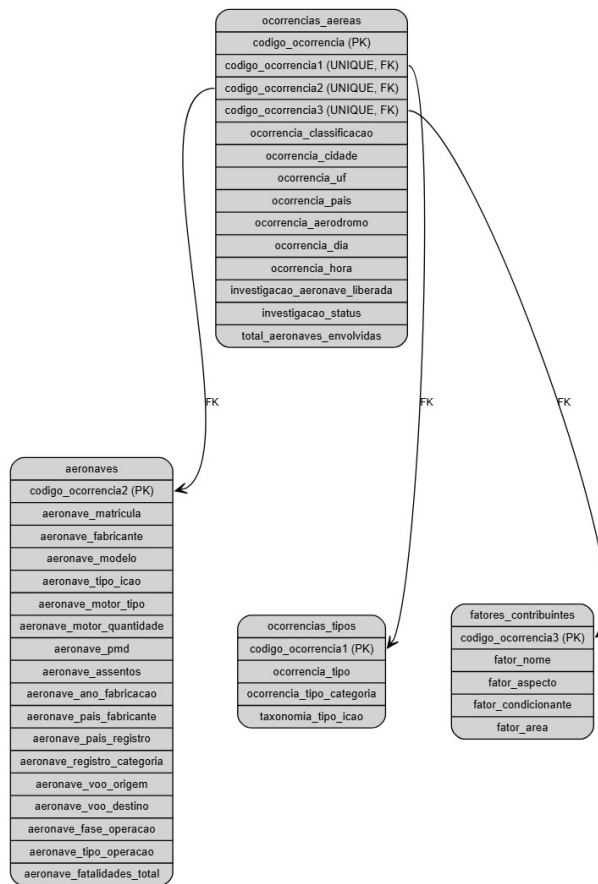 ocorrencias_aereas
codigo_ocorrencia (PK)
codigo_ocorrencia1 (UNIQUE, FK)
codigo_ocorrencia2 (UNIQUE, FK)
codigo_ocorrencia3 (UNIQUE, FK)
ocorrencia_classificacao
ocorrencia_cidade
ocorrencia_uf
ocorrencia_pais
ocorrencia_aerodromo
ocorrencia_dia
ocorrencia_hora
investigacao_aeronave_liberada
investigacao_status
total_aeronaves_envolvidas
FK
FK
FK
aeronaves
codigo_ocorrencia2 (PK)
aeronave_matricula
aeronave_fabricante
aeronave_modelo
aeronave_tipo_icao
aeronave_motor_tipo
aeronave_motor_quantidade
aeronave_pmd
aeronave_assentos
aeronave_ano_fabricacao
aeronave_pais_fabricante
aeronave_pais_registro
aeronave_registro_categoria
aeronave_voo_origem
aeronave_voo_destino
aeronave_fase_operacao
aeronave_tipo_operacao
aeronave_fatalidades_total
ocorrencias_tipos
codigo_ocorrencia1 (PK)
ocorrencia_tipo
ocorrencia_tipo_categoria
taxonomia_tipo_icao
fatores_contribuintes
codigo_ocorrencia3 (PK)
fator_nome
fator_aspecto
fator_condicionante
fator_area